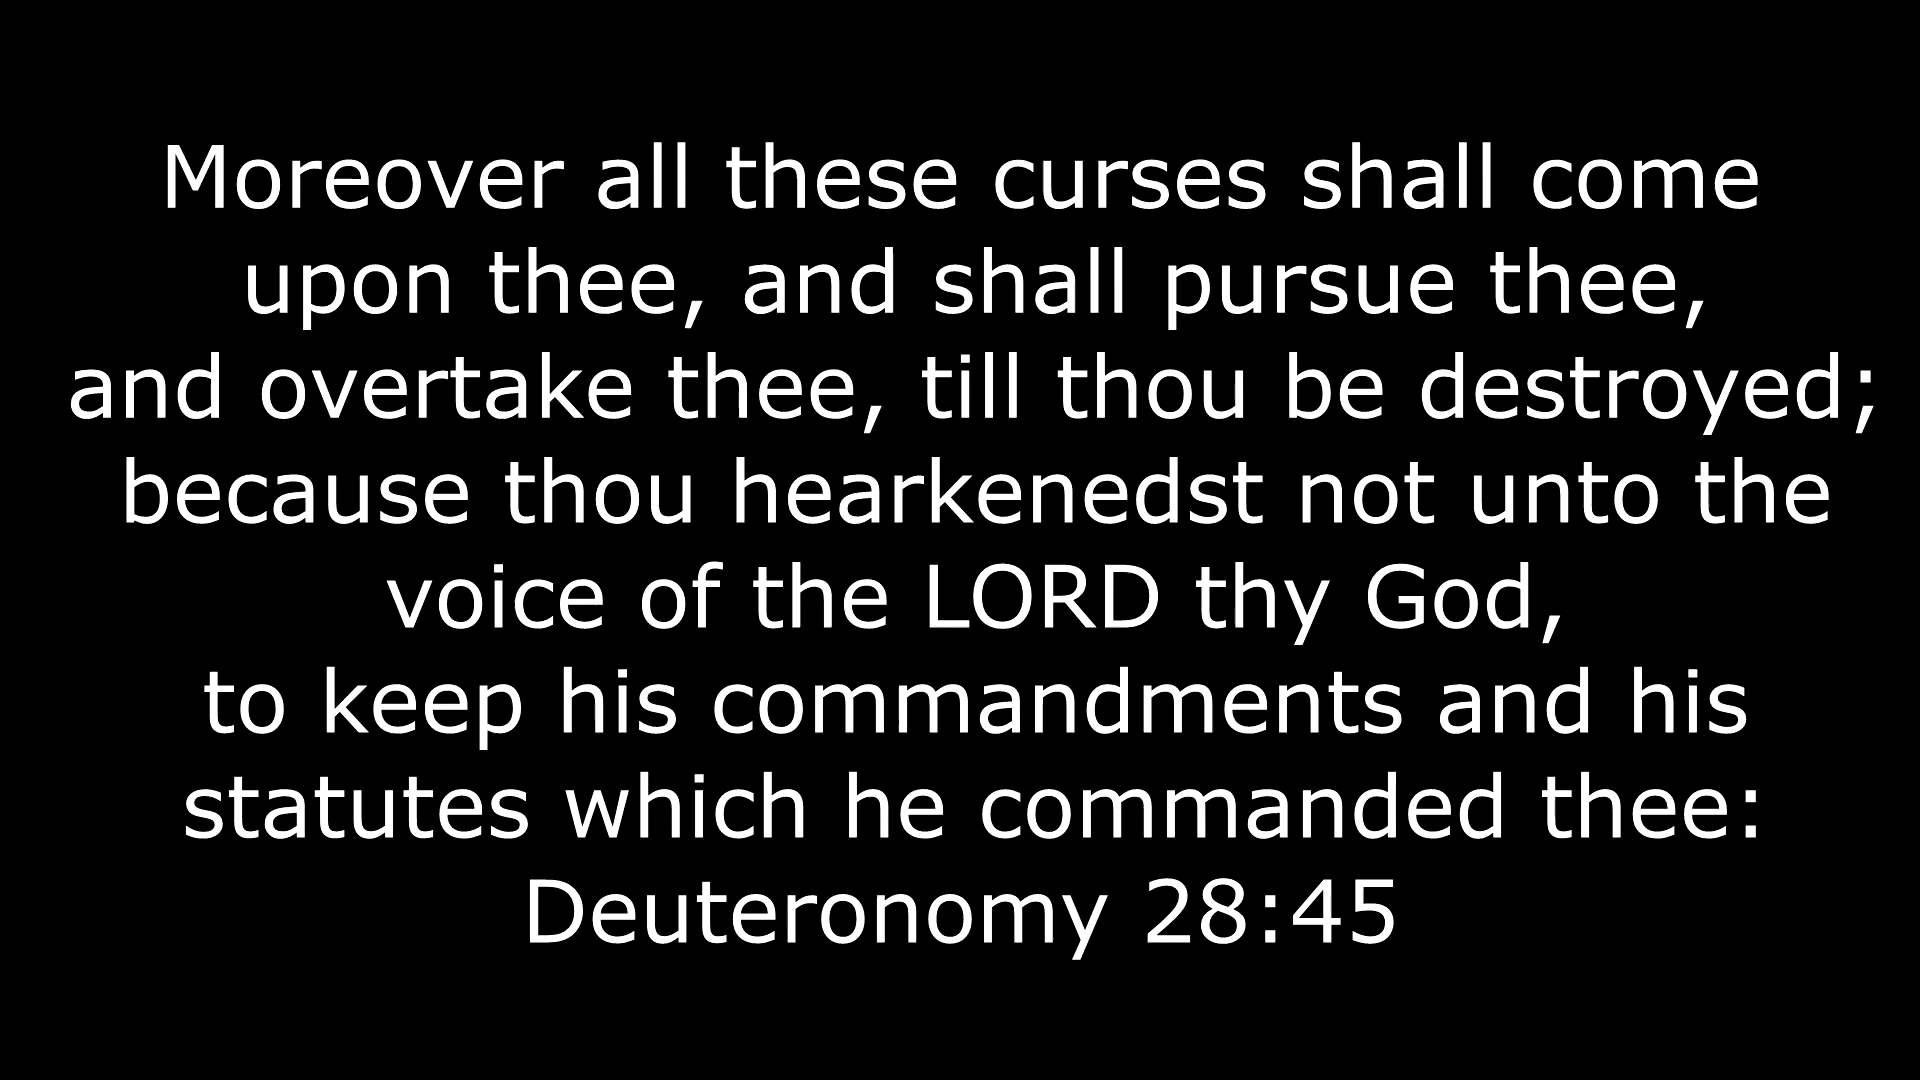 Moreover all these curses shall come
upon thee, and shall pursue thee,
and overtake thee, till thou be destroyed;
because thou hearkenedst not unto the
voice of the LORD thy God,
to keep his commandments and his
statutes which he commanded thee:
Deuteronomy 28:45